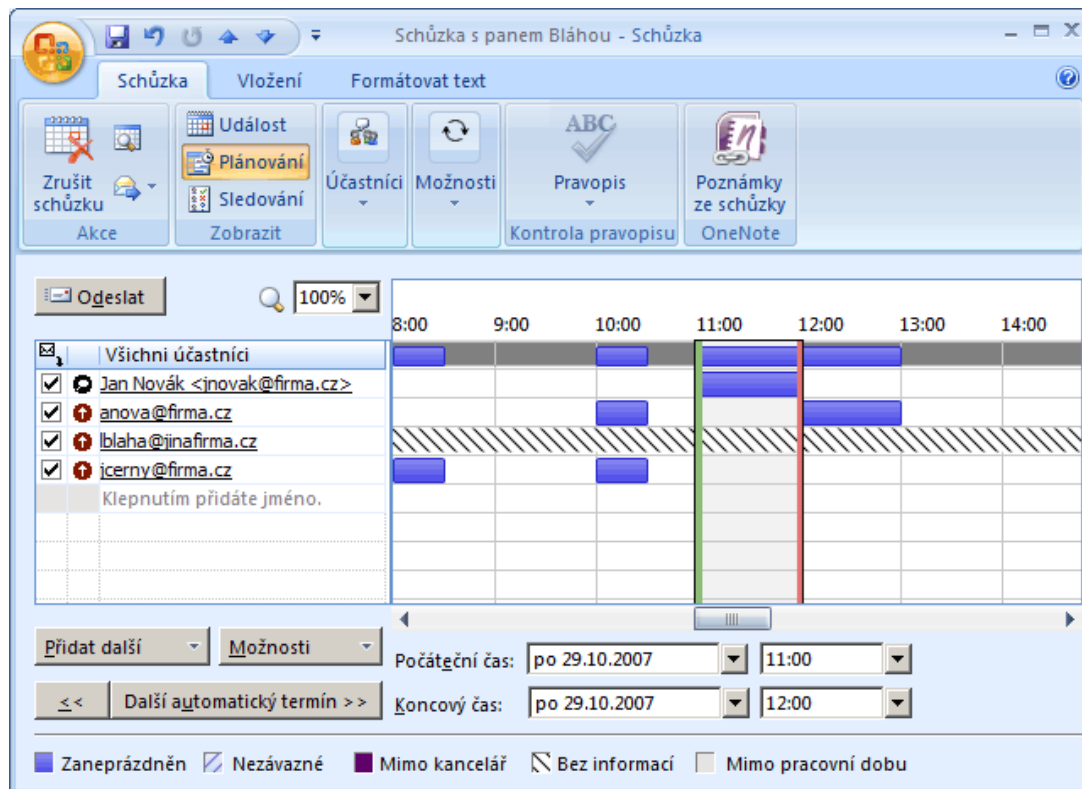 Schůzka s panem Bláhou - Schůzka
Schůzka Vložení Formátovat text
Zrušit schůzku
Akce
Událost
Plánování
Sledování
Zobrazit
Účastníci
Možnosti
ABC
Pravopis
Kontrola pravopisu
Poznámky ze schůzky
OneNote
Odeslat
100%
8:00 9:00 10:00 11:00 12:00 13:00 14:00
Všichni účastníci
Jan Novák <jnovak@firma.cz>
anova@firma.cz
lblaha@jinafirma.cz
jcerny@firma.cz
Klepnutím přidáte jméno.
Přidat další Možnosti
<< Další automatický termín >>
Počáteční čas: po 29.10.2007 11:00
Koncový čas: po 29.10.2007 12:00
Zaneprázdněn Nezávazné Mimo kancelář Bez informací Mimo pracovní dobu